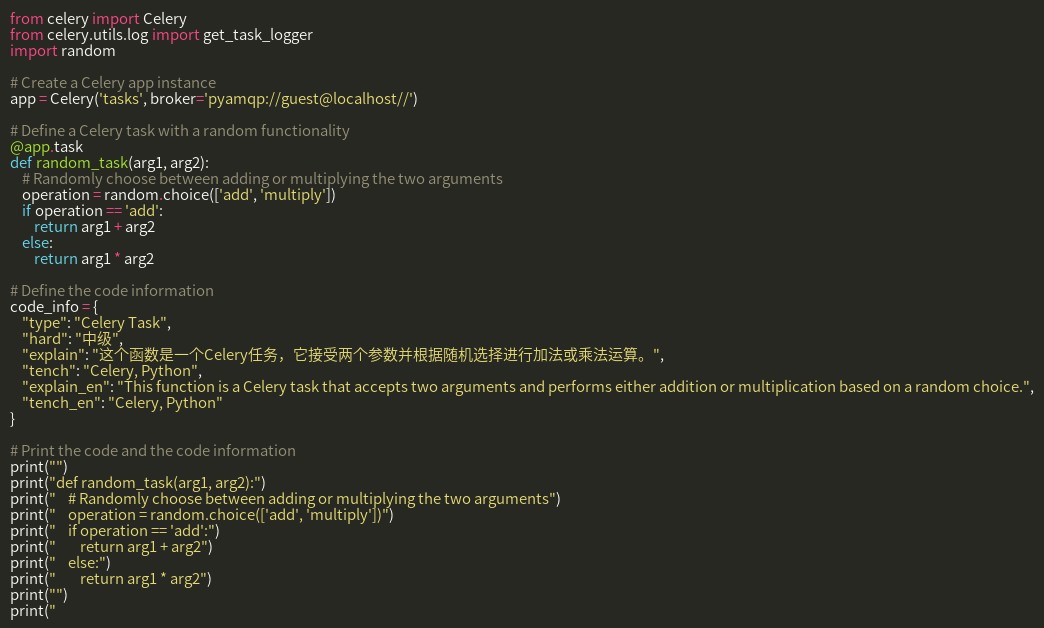 from celery import Celery
from celery.utils.log import get_task_logger
import random

# Create a Celery app instance
app = Celery('tasks', broker='pyamqp://guest@localhost//')

# Define a Celery task with a random functionality
@app.task
def random_task(arg1, arg2):
    # Randomly choose between adding or multiplying the two arguments
    operation = random.choice(['add', 'multiply'])
    if operation == 'add':
        return arg1 + arg2
    else:
        return arg1 * arg2

# Define the code information
code_info = {
    "type": "Celery Task",
    "hard": "中级",
    "explain": "这个函数是一个Celery任务，它接受两个参数并根据随机选择进行加法或乘法运算。",
    "tench": "Celery, Python",
    "explain_en": "This function is a Celery task that accepts two arguments and performs either addition or multiplication based on a random choice.",
    "tench_en": "Celery, Python"
}

# Print the code and the code information
print("")
print("def random_task(arg1, arg2):")
print("    # Randomly choose between adding or multiplying the two arguments")
print("    operation = random.choice(['add', 'multiply'])")
print("    if operation == 'add':")
print("        return arg1 + arg2")
print("    else:")
print("        return arg1 * arg2")
print("")
print("